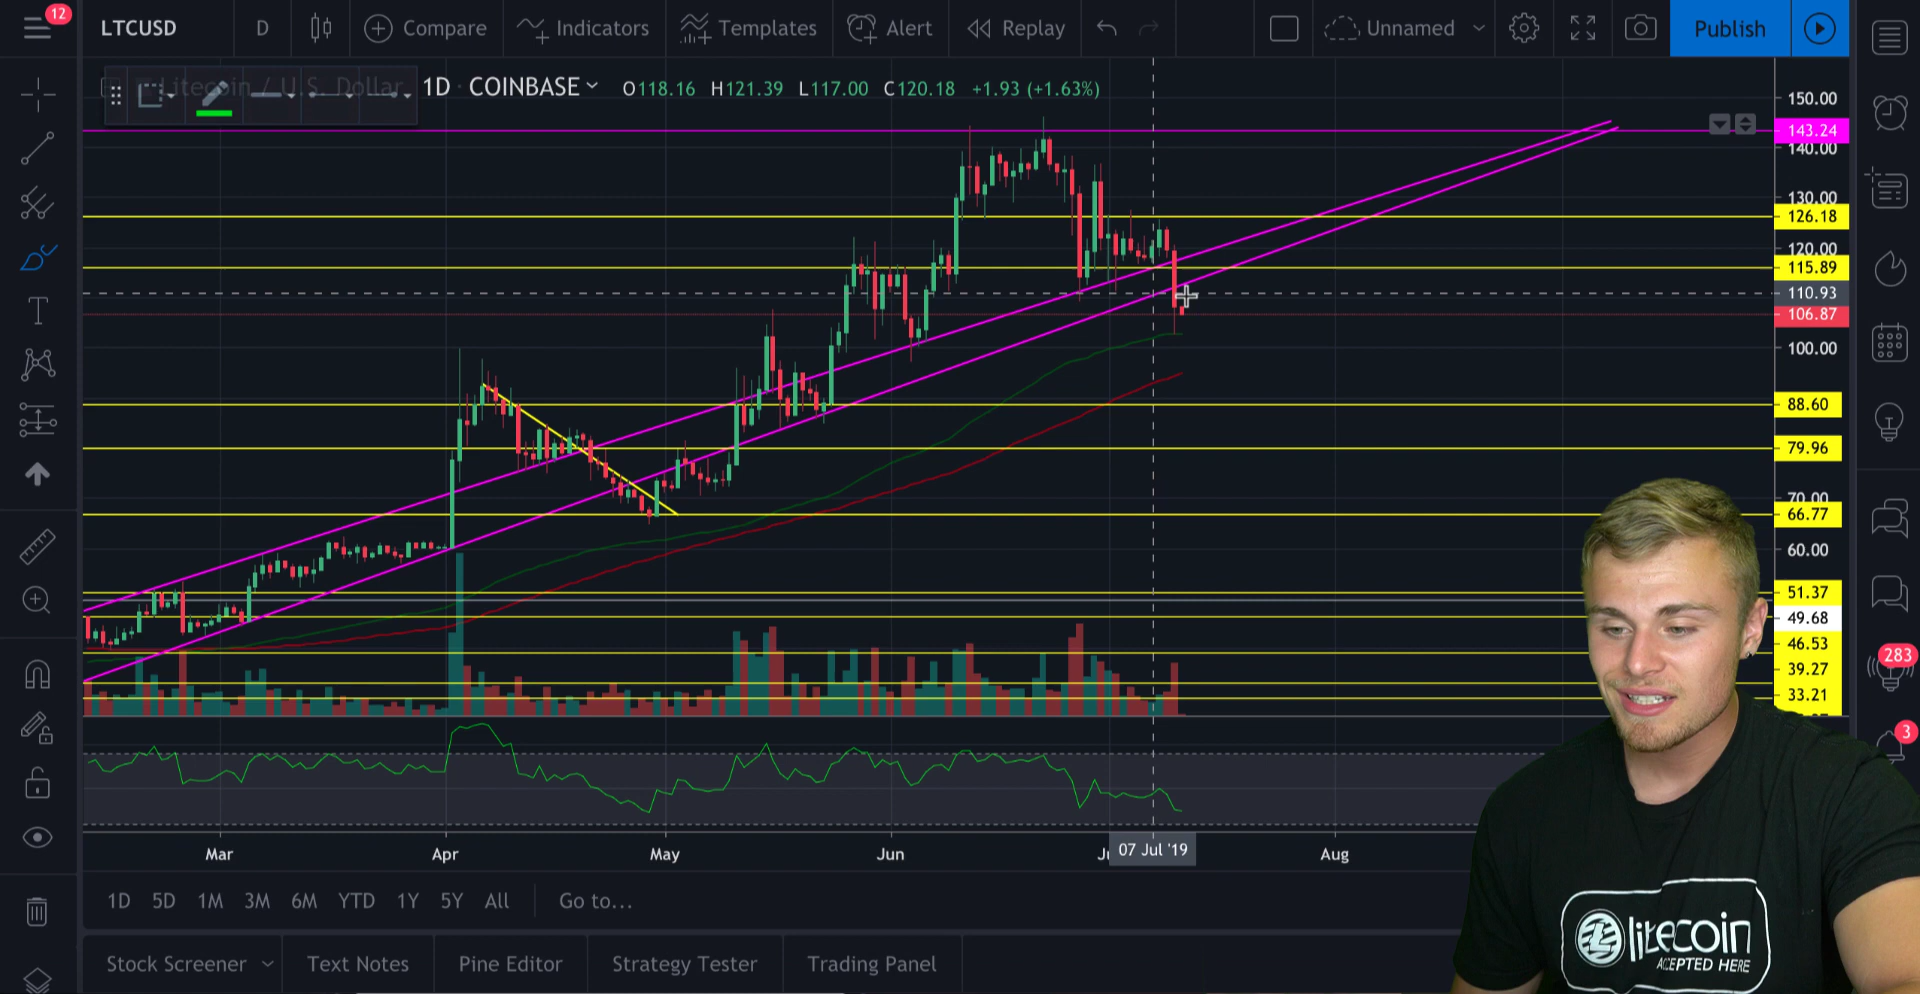 12
LTCUSD
D
Compare
Indicators
Templates
Alert
Replay
Unnamed
Publish
Litecoin / U.S. Dollar
1D · COINBASE
O118.16 H121.39 L117.00 C120.18 +1.93 (+1.63%)
150.00
143.24
140.00
130.00
126.18
120.00
115.89
110.93
106.87
100.00
88.60
79.96
70.00
66.77
60.00
51.37
49.68
46.53
39.27
33.21
283
3
Mar
Apr
May
Jun
07 Jul '19
Aug
1D 5D 1M 3M 6M YTD 1Y 5Y All
Go to...
Stock Screener
Text Notes
Pine Editor
Strategy Tester
Trading Panel
litecoin
ACCEPTED HERE